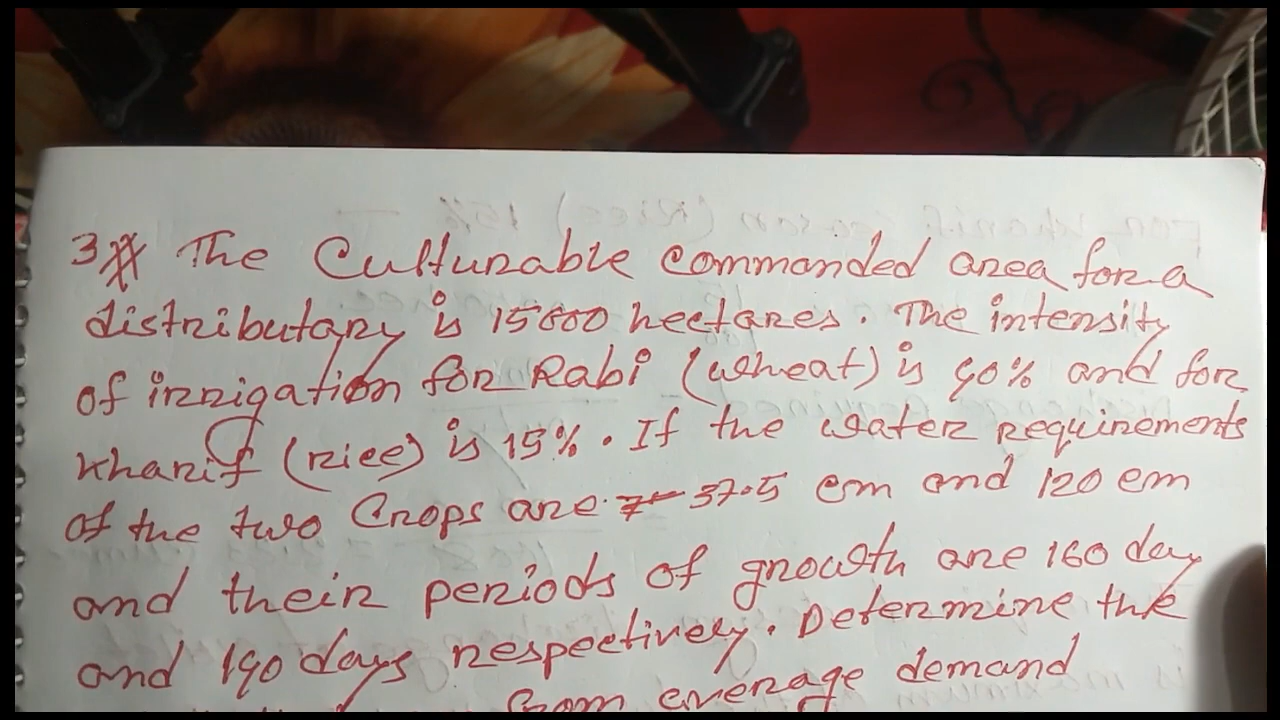 3 The Culturable commanded area for a
distributary is 15000 hectares. The intensity
of irrigation for Rabi (wheat) is 40% and for
kharif (rice) is 15%. If the water requirements
of the two Crops are 37.5 cm and 120 cm
and their periods of growth are 160 day
and 140 days respectively. Determine the
from average demand